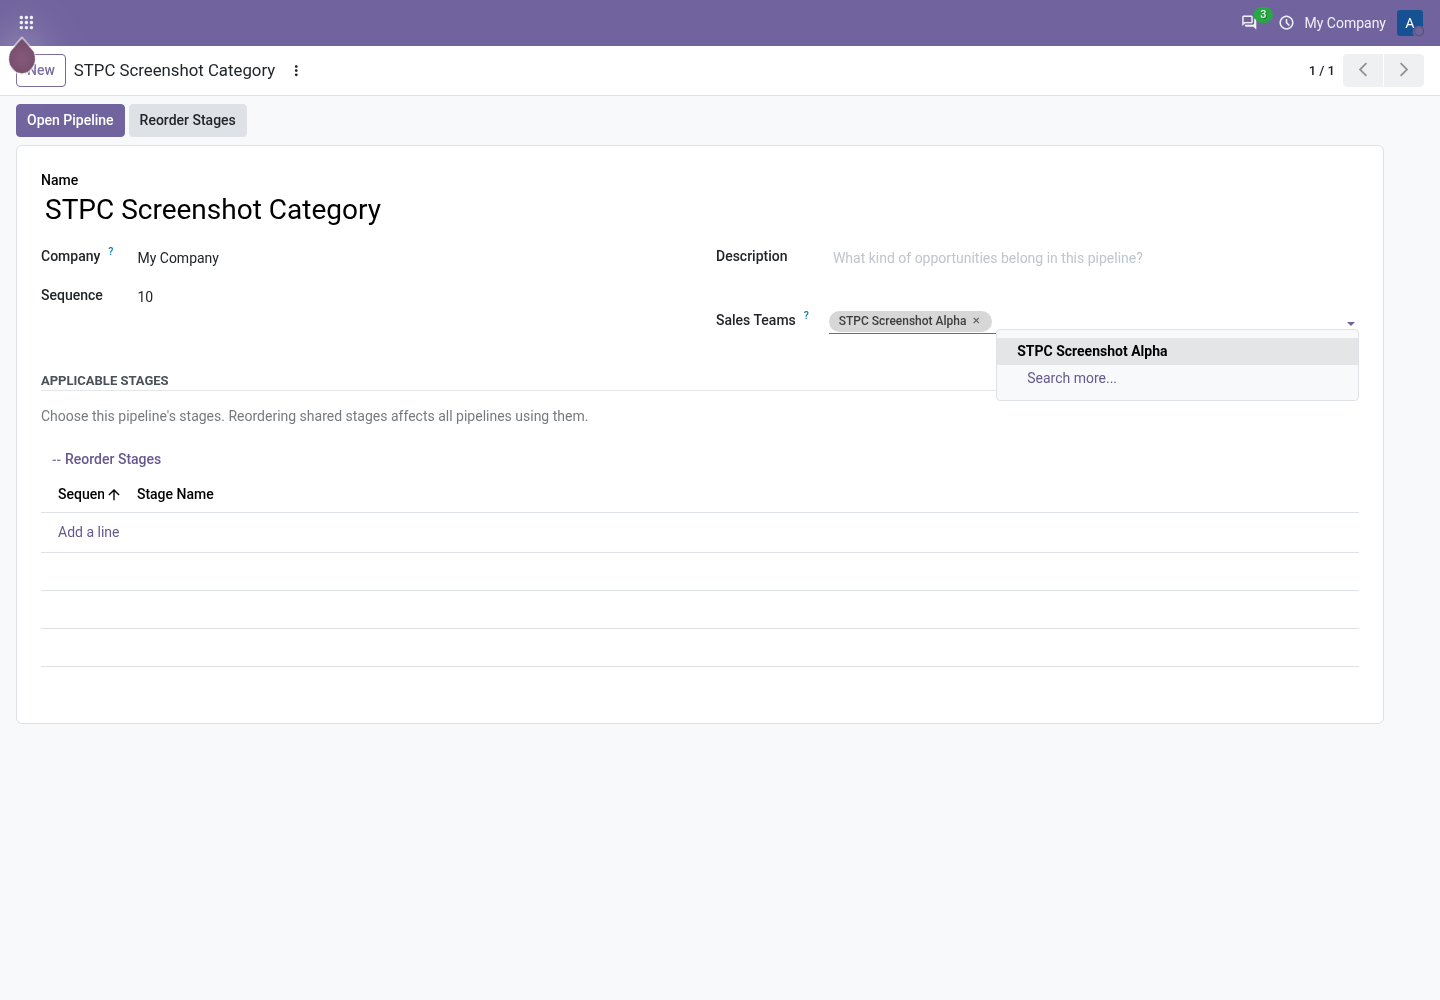 3
My Company
A
New
STPC Screenshot Category
1 / 1
Open Pipeline
Reorder Stages
Name
STPC Screenshot Category
Company ?
My Company
Description
What kind of opportunities belong in this pipeline?
Sequence
10
Sales Teams ?
STPC Screenshot Alpha ×
STPC Screenshot Alpha
Search more...
APPLICABLE STAGES
Choose this pipeline's stages. Reordering shared stages affects all pipelines using them.
-- Reorder Stages
Sequen
Stage Name
Add a line